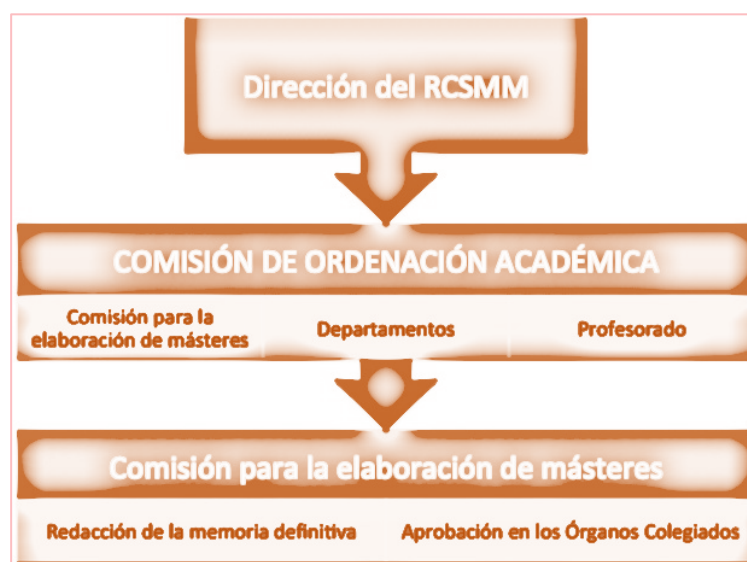 Dirección del RCSMM
COMISIÓN DE ORDENACIÓN ACADÉMICA
Comisión para la
elaboración de másteres
Departamentos
Profesorado
Comisión para la elaboración de másteres
Redacción de la memoria definitiva
Aprobación en los Órganos Colegiados